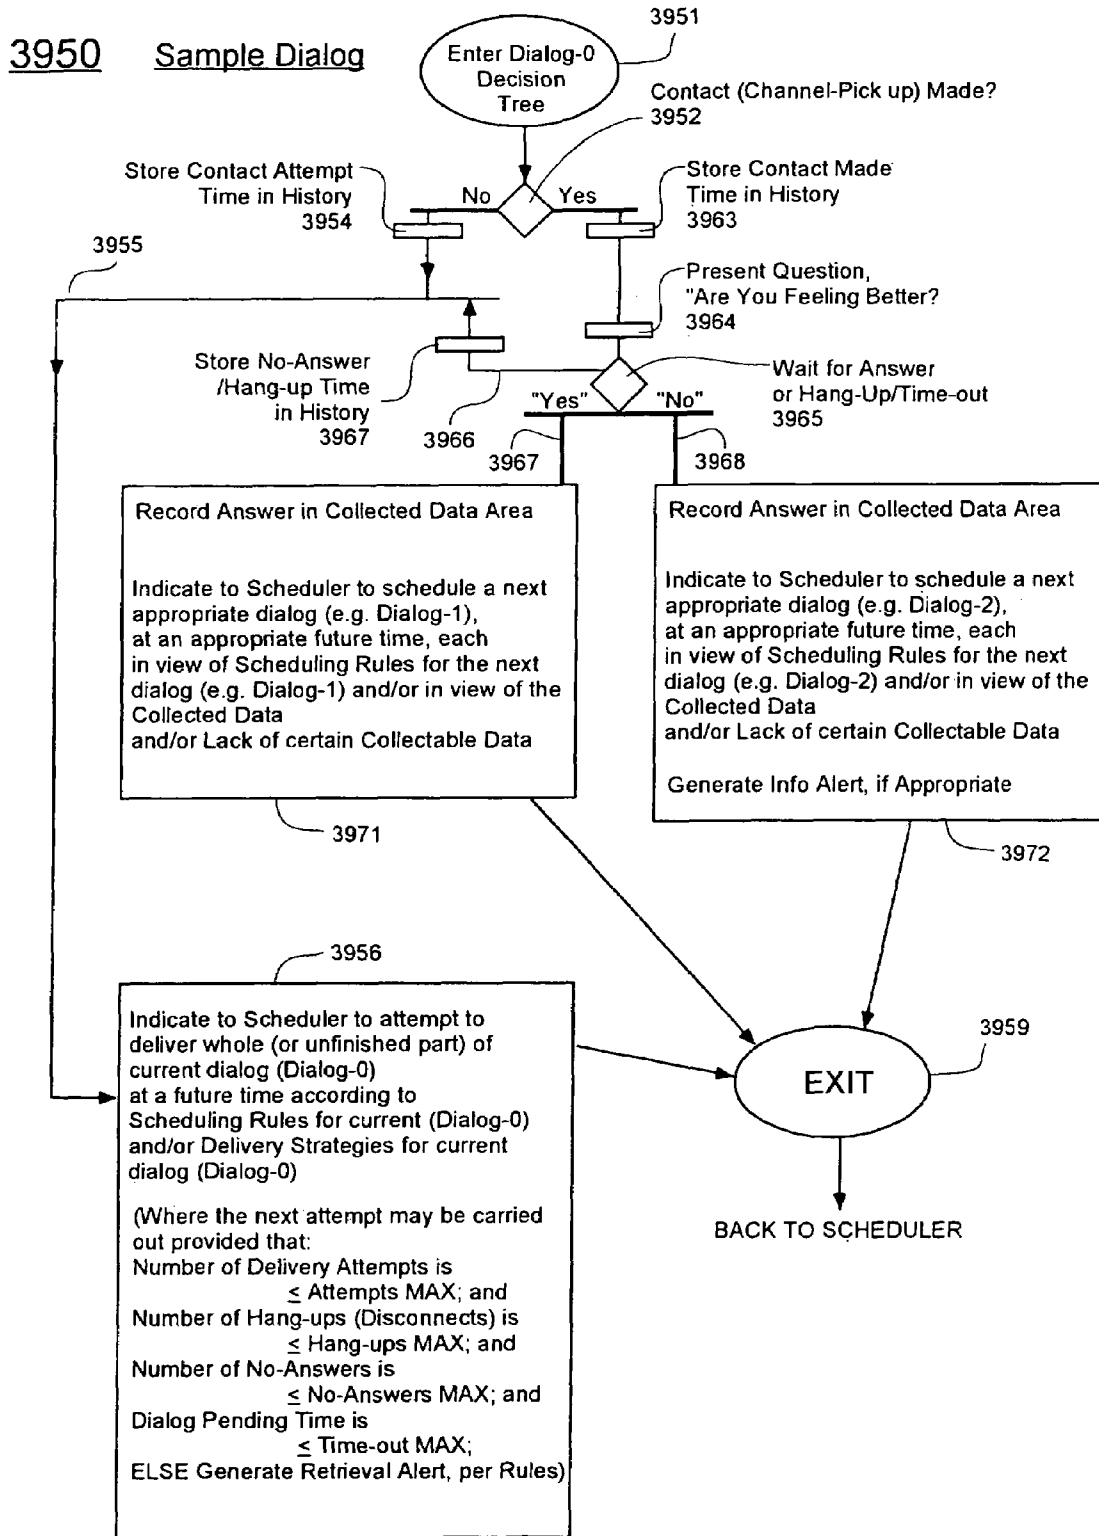 3950 Sample Dialog
3951
Enter Dialog-0
Decision
Tree
Contact (Channel-Pick up) Made?
3952
Store Contact Attempt
Time in History
3954
No
Yes
Store Contact Made
Time in History
3963
3955
Present Question,
"Are You Feeling Better?
3964
Store No-Answer
/Hang-up Time
in History
3967
3966
Wait for Answer
or Hang-Up/Time-out
3965
"Yes"
"No"
3967
3968
Record Answer in Collected Data Area
Indicate to Scheduler to schedule a next
appropriate dialog (e.g. Dialog-1),
at an appropriate future time, each
in view of Scheduling Rules for the next
dialog (e.g. Dialog-1) and/or in view of the
Collected Data
and/or Lack of certain Collectable Data
3971
Record Answer in Collected Data Area
Indicate to Scheduler to schedule a next
appropriate dialog (e.g. Dialog-2),
at an appropriate future time, each
in view of Scheduling Rules for the next
dialog (e.g. Dialog-2) and/or in view of the
Collected Data
and/or Lack of certain Collectable Data
Generate Info Alert, if Appropriate
3972
3956
Indicate to Scheduler to attempt to
deliver whole (or unfinished part) of
current dialog (Dialog-0)
at a future time according to
Scheduling Rules for current (Dialog-0)
and/or Delivery Strategies for current
dialog (Dialog-0)
(Where the next attempt may be carried
out provided that:
Number of Delivery Attempts is
≤ Attempts MAX; and
Number of Hang-ups (Disconnects) is
≤ Hang-ups MAX; and
Number of No-Answers is
≤ No-Answers MAX; and
Dialog Pending Time is
≤ Time-out MAX;
ELSE Generate Retrieval Alert, per Rules)
3959
EXIT
BACK TO SCHEDULER